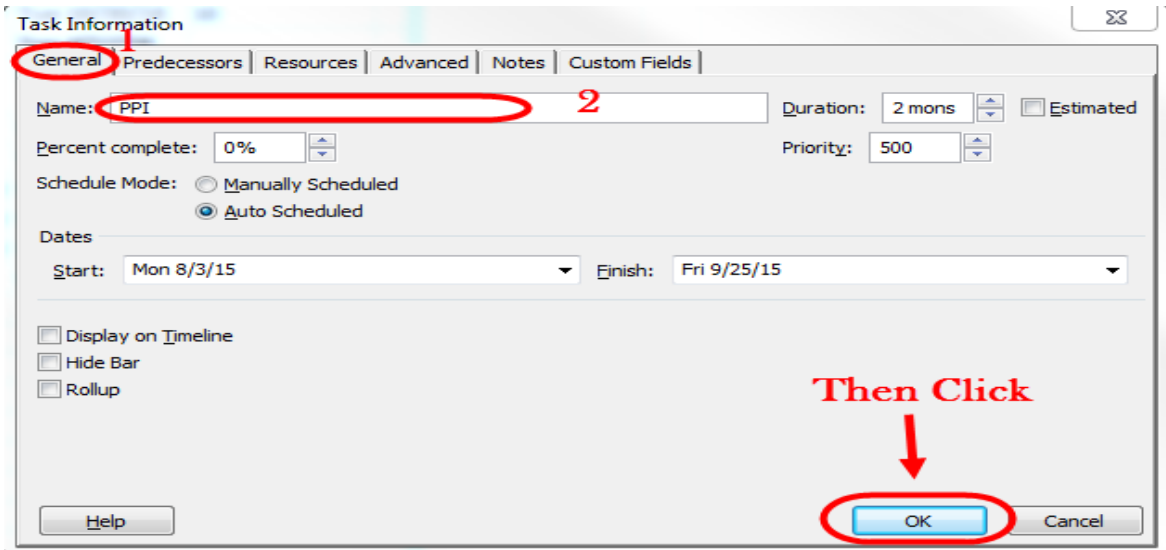 Task Information
1
General Predecessors Resources Advanced Notes Custom Fields
Name: PPI 2 Duration: 2 mons Estimated
Percent complete: 0% Priority: 500
Schedule Mode: Manually Scheduled
Auto Scheduled
Dates
Start: Mon 8/3/15 Finish: Fri 9/25/15
Display on Timeline
Hide Bar
Rollup
Then Click
Help OK Cancel